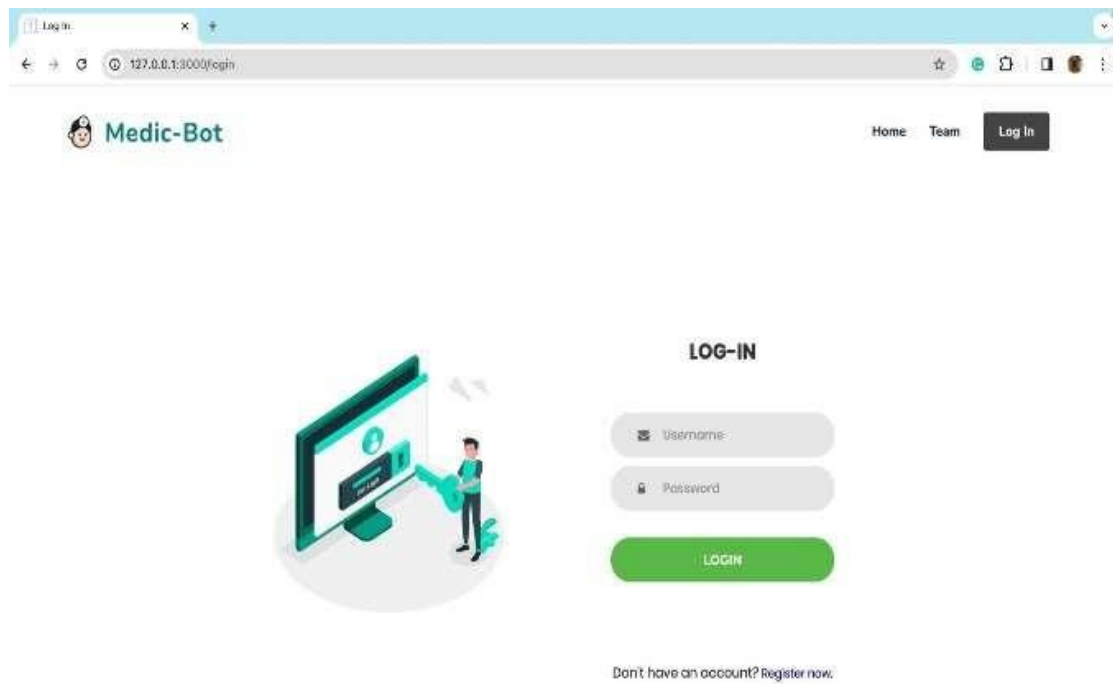 Log In
127.0.0.1:3000/login
Medic-Bot
Home Team Log In
LOG-IN
Username
Password
LOGIN
Don't have an account? Register now.